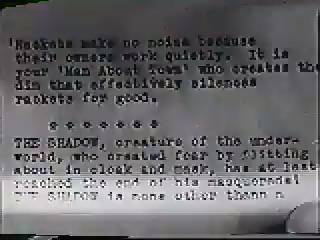 'Rackets make no noise because
their owners work quietly. It is
your 'Man About Town' who creates the
din that effectively silences
rackets for good.
* * * * * * *
THE SHADOW, creature of the under-
world, who created fear by flitting
about in cloak and mask, has at last
reached the end of his masquerade!
THE SHADOW is none other than